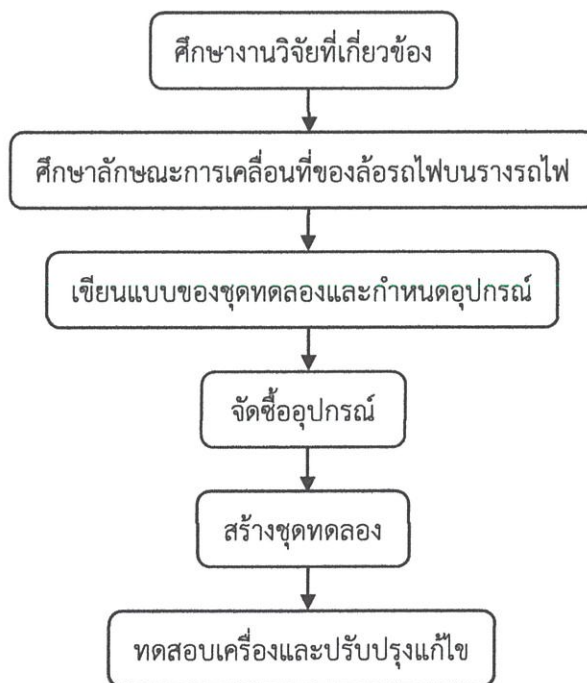 ศึกษางานวิจัยที่เกี่ยวข้อง
ศึกษาลักษณะการเคลื่อนที่ของล้อรถไฟบนรางรถไฟ
เขียนแบบของชุดทดลองและกำหนดอุปกรณ์
จัดซื้ออุปกรณ์
สร้างชุดทดลอง
ทดสอบเครื่องและปรับปรุงแก้ไข